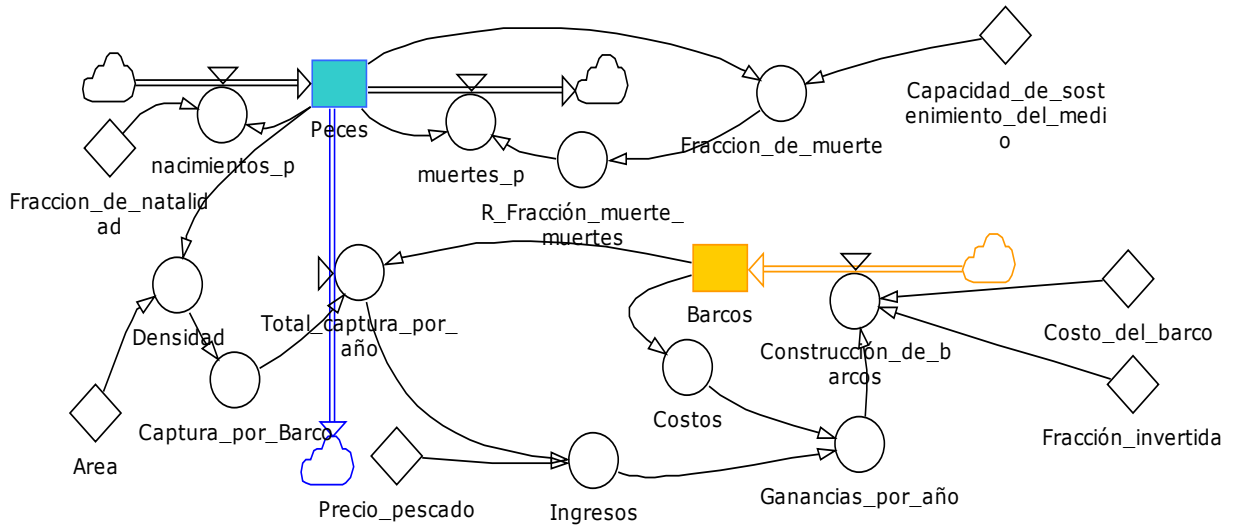 Capacidad_de_sost
enimiento_del_medi
o
Peces
Fraccion_de_muerte
nacimientos_p
muertes_p
Fraccion_de_natalid
ad
R_Fracción_muerte_
muertes
Barcos
Densidad
Total_captura_por_
año
Construcción_de_b
arcos
Costo_del_barco
Costos
Captura_por_Barco
Fracción_invertida
Area
Precio_pescado
Ingresos
Ganancias_por_año